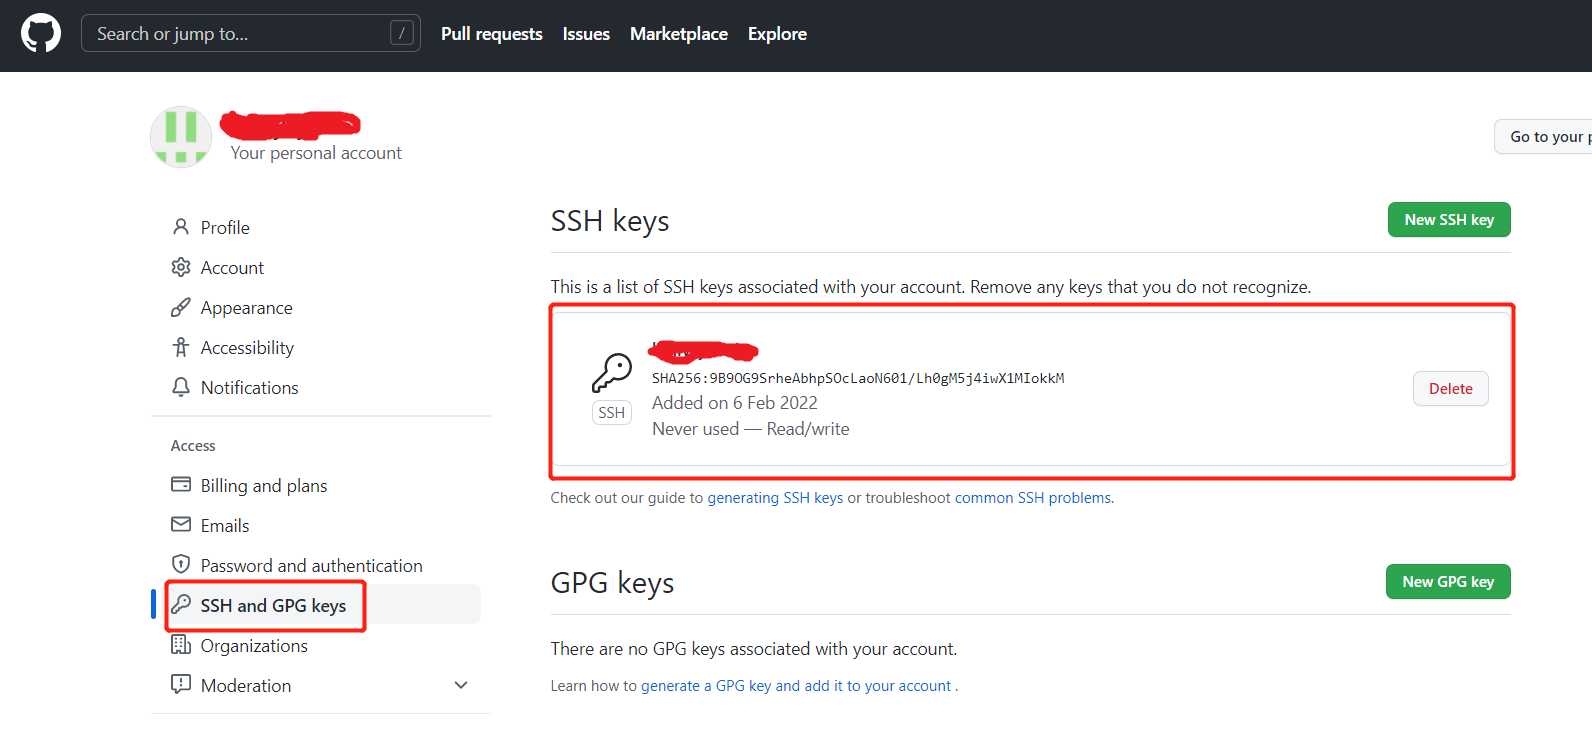 Search or jump to... /
Pull requests Issues Marketplace Explore
Your personal account
Go to your
Profile
Account
Appearance
Accessibility
Notifications
Access
Billing and plans
Emails
Password and authentication
SSH and GPG keys
Organizations
Moderation
SSH keys
New SSH key
This is a list of SSH keys associated with your account. Remove any keys that you do not recognize.
SSH
SHA256:9B9OG9SrheAbhpSOcLaoN601/Lh0gM5j4iwX1MIokkM
Added on 6 Feb 2022
Never used — Read/write
Delete
Check out our guide to generating SSH keys or troubleshoot common SSH problems.
GPG keys
New GPG key
There are no GPG keys associated with your account.
Learn how to generate a GPG key and add it to your account .